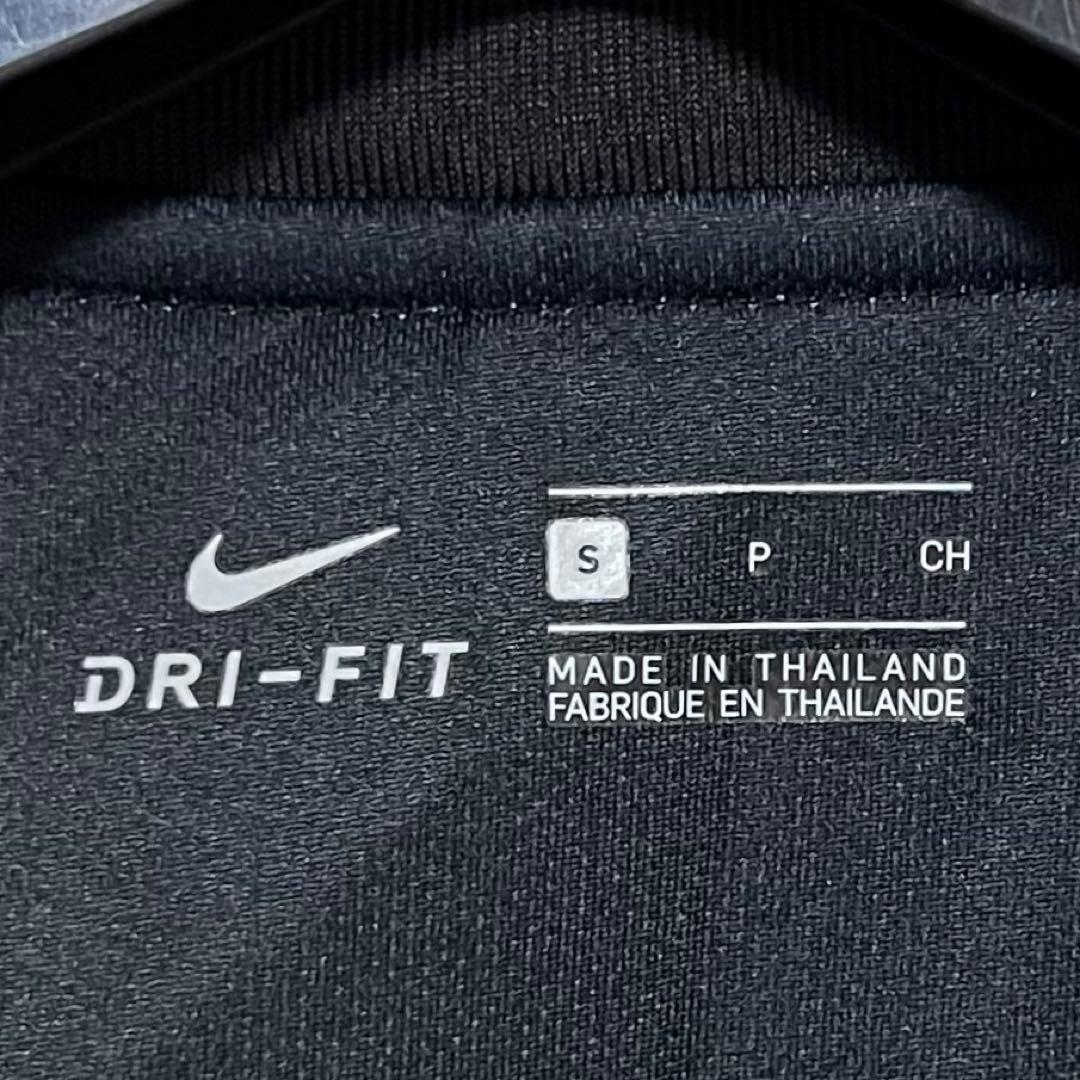 DRI-FIT
S P CH
MADE IN THAILAND
FABRIQUE EN THAILANDE